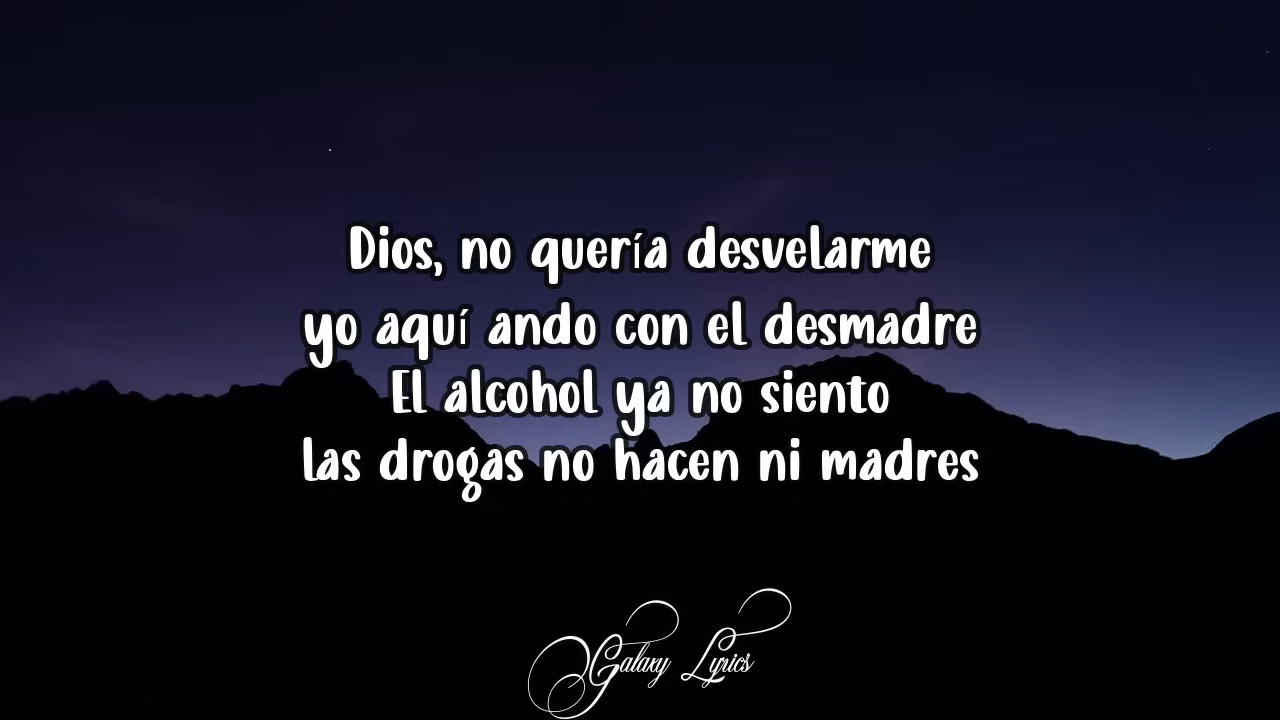 Dios, no quería desvelarme
yo aquí ando con el desmadre
El alcohol ya no siento
las drogas no hacen ni madres
Galaxy Lyrics